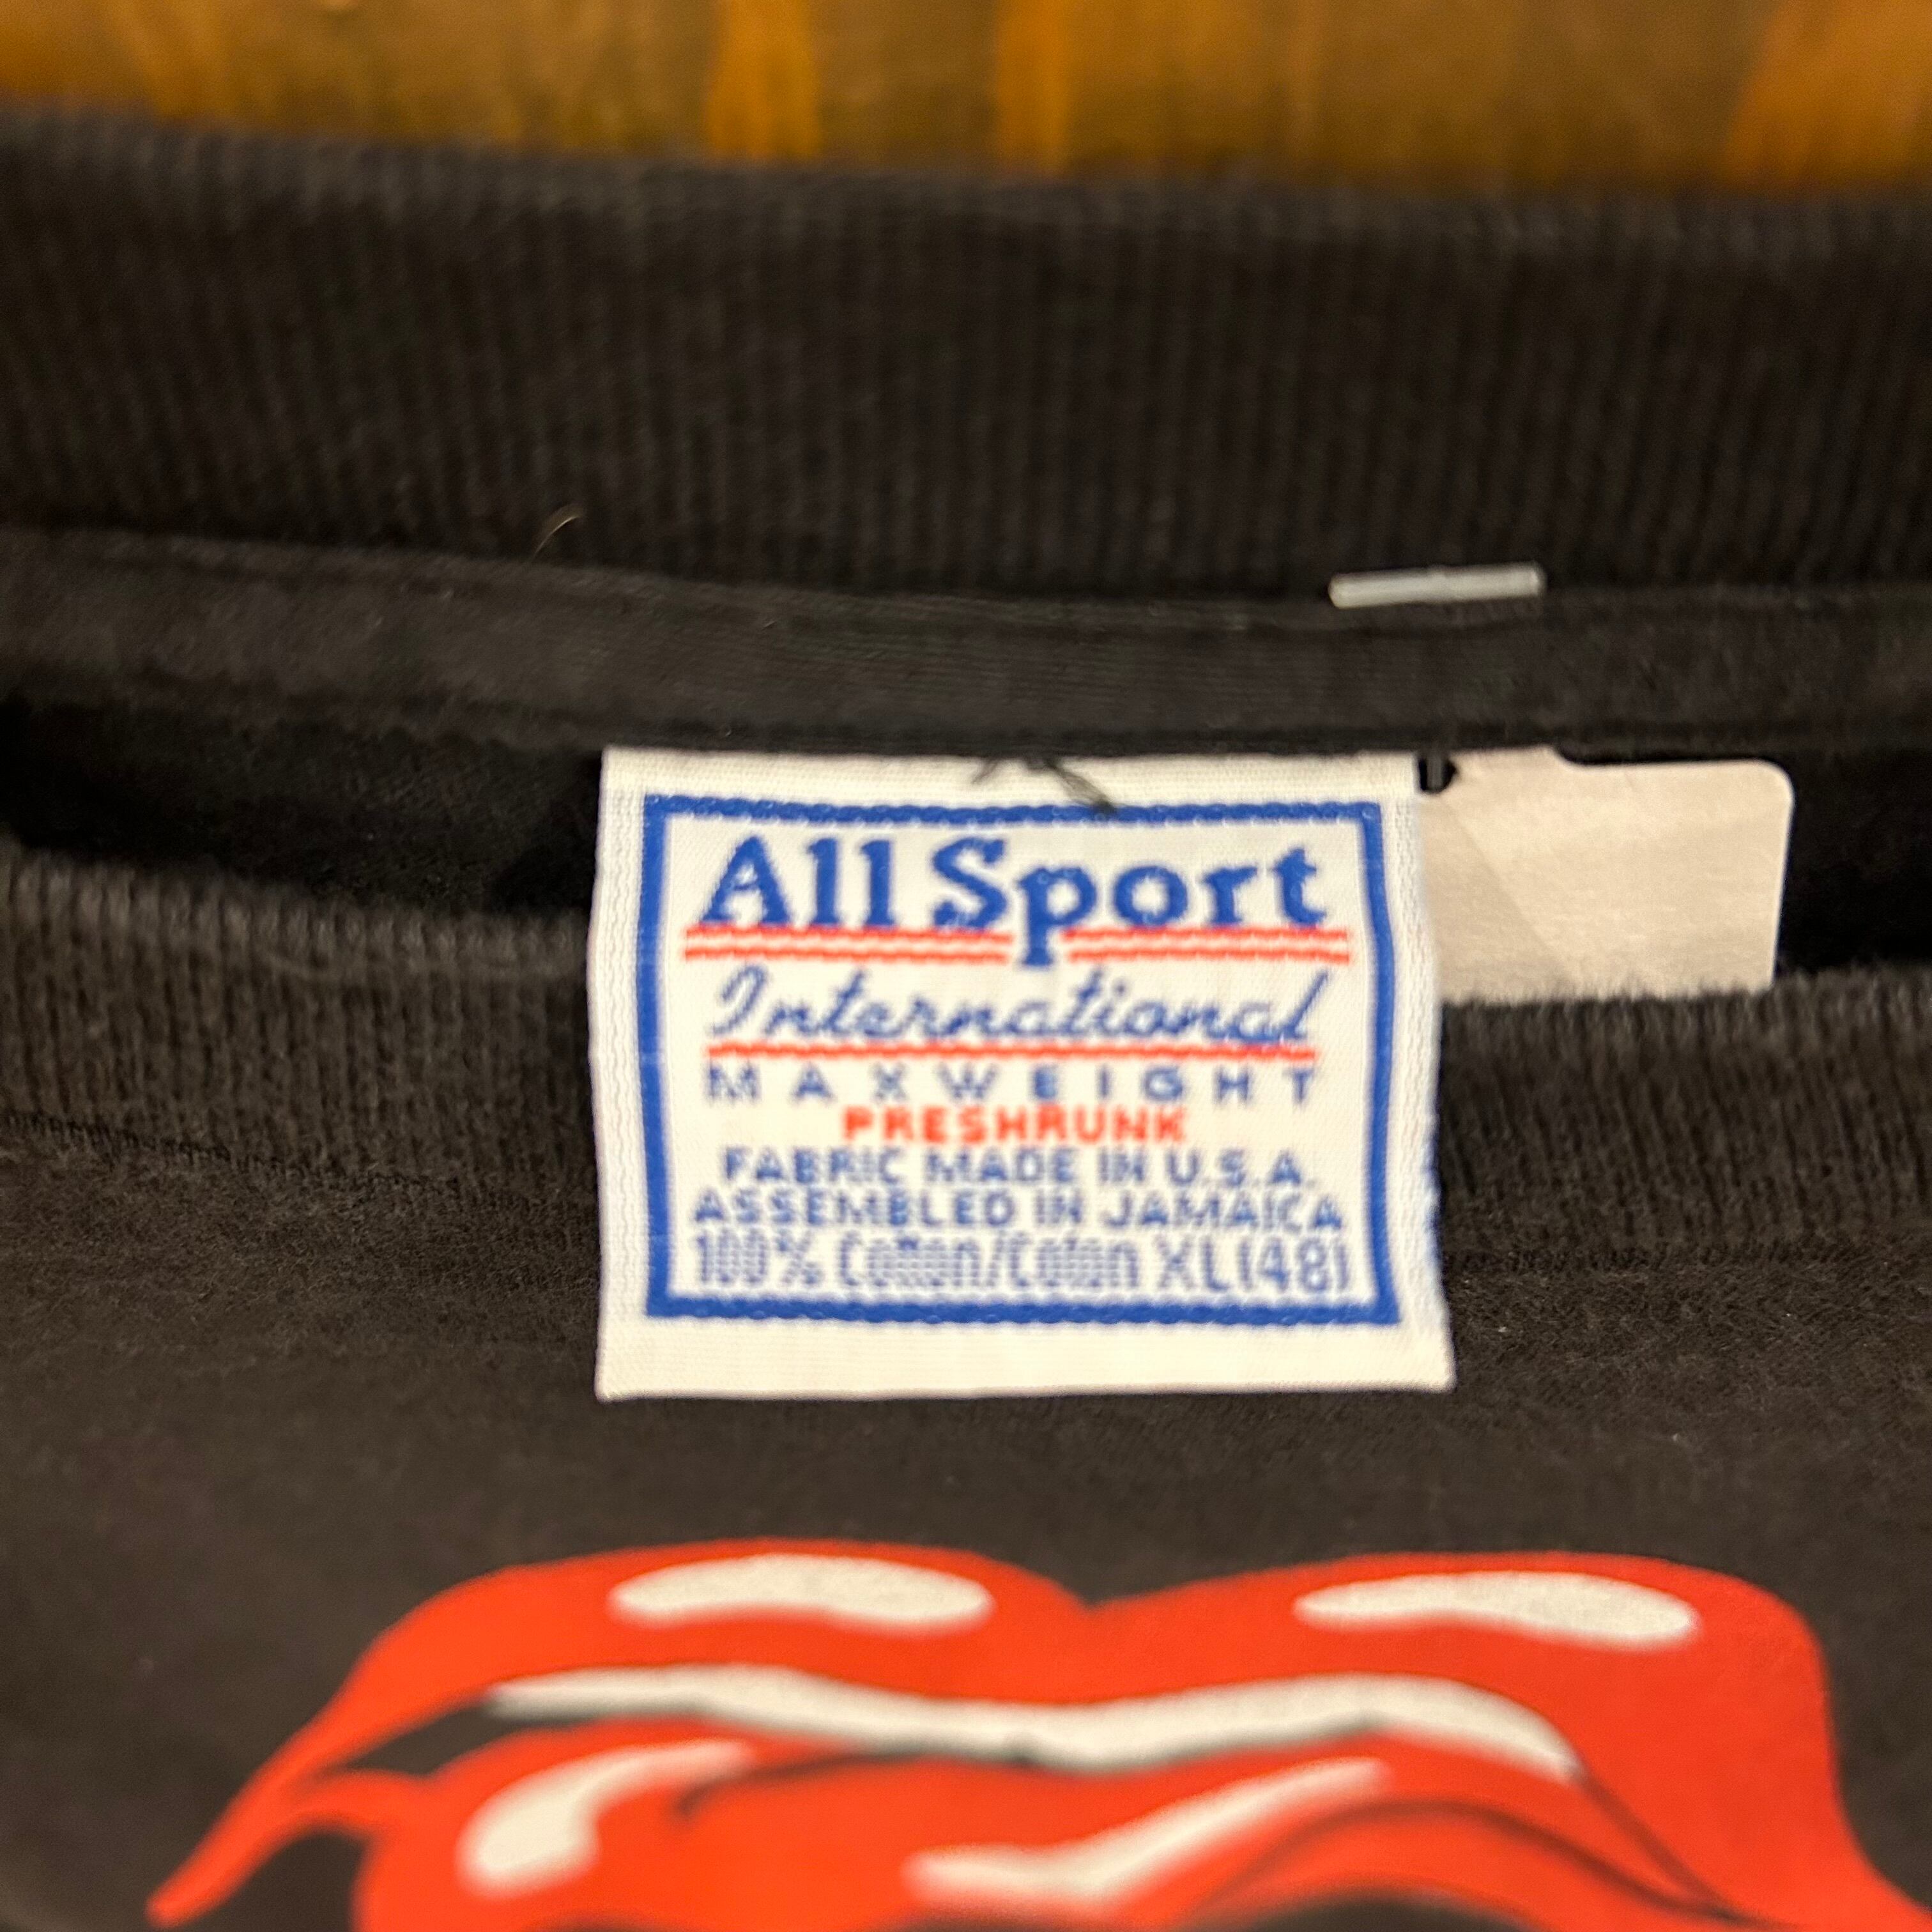 All Sport
International
MAXWEIGHT
PRESHRUNK
FABRIC MADE IN U.S.A.
ASSEMBLED IN JAMAICA
100% Cotton/Coton XL(48)